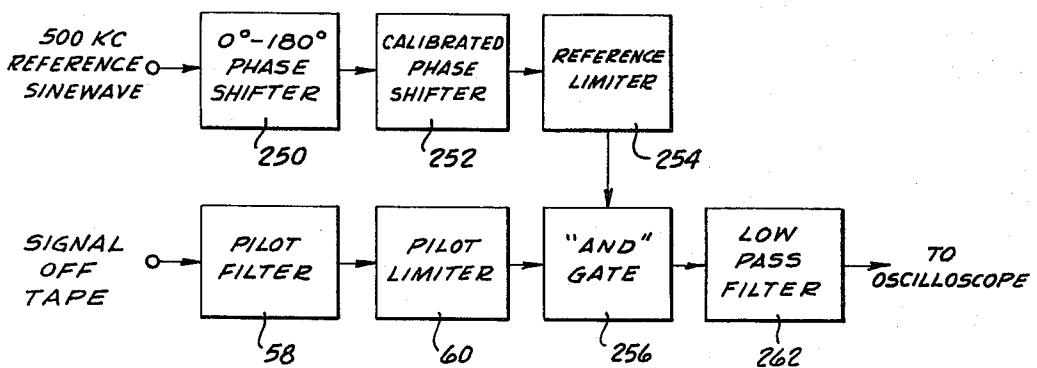 500 KC
REFERENCE
SINEWAVE
0°-180°
PHASE
SHIFTER
250
CALIBRATED
PHASE
SHIFTER
252
REFERENCE
LIMITER
254
SIGNAL
OFF
TAPE
PILOT
FILTER
58
PILOT
LIMITER
60
"AND"
GATE
256
LOW
PASS
FILTER
262
TO
OSCILLOSCOPE